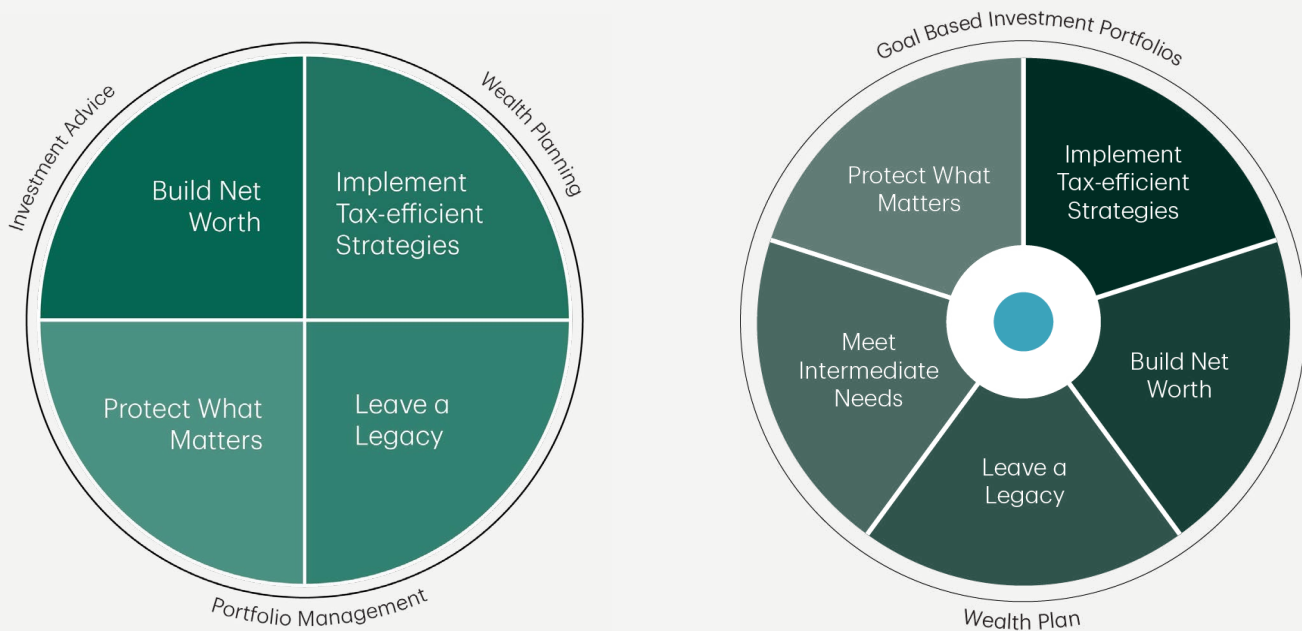 Investment Advice
Wealth Planning
Build Net
Worth
Implement
Tax-efficient
Strategies
Protect What
Matters
Leave a
Legacy
Portfolio Management
Goal Based Investment Portfolios
Protect What
Matters
Implement
Tax-efficient
Strategies
Meet
Intermediate
Needs
Build Net
Worth
Leave a
Legacy
Wealth Plan